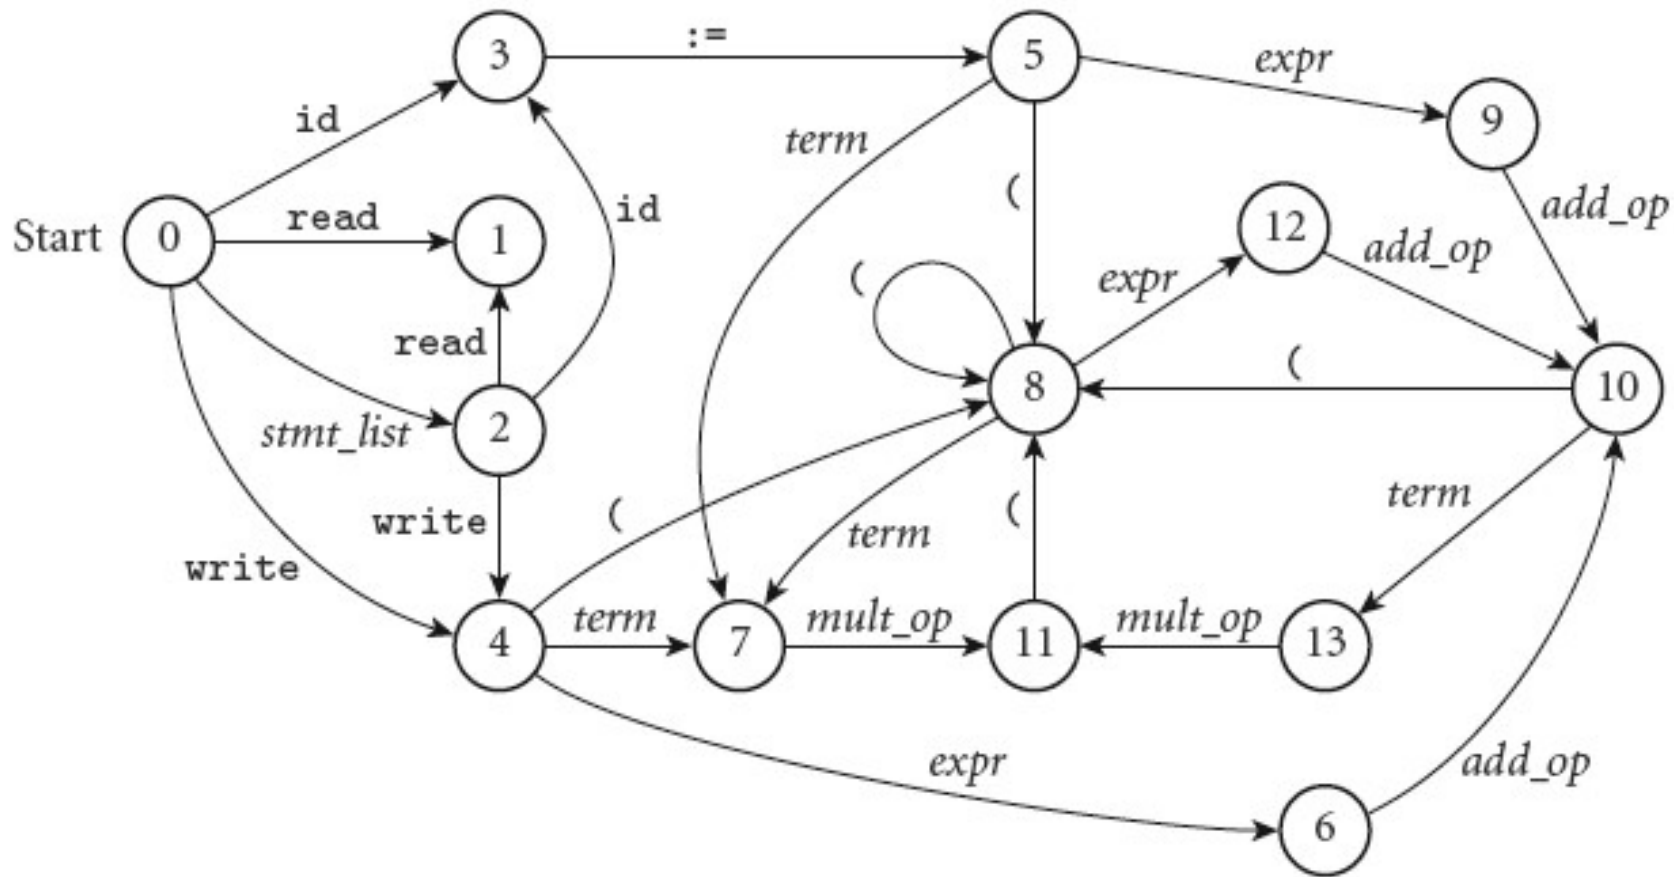 3
:=
5
expr
9
id
term
(
id
add_op
Start
0
read
1
12
add_op
(
expr
read
8
(
10
stmt_list
2
write
(
(
term
term
write
4
term
7
mult_op
11
mult_op
13
expr
add_op
6